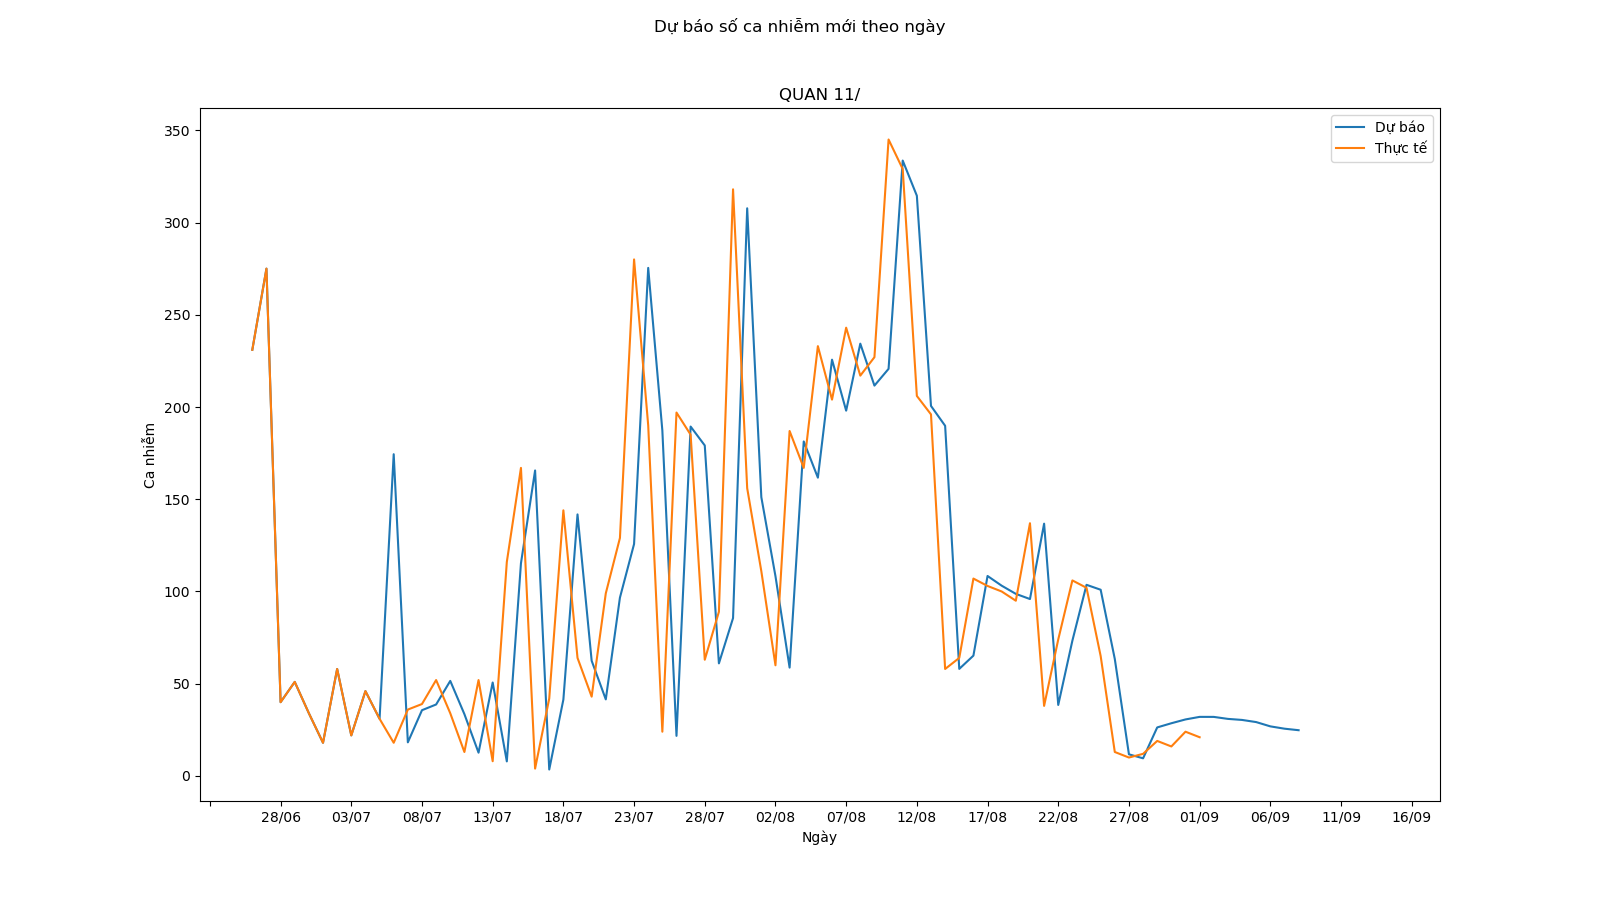 Dự báo số ca nhiễm mới theo ngày
QUAN 11/
Dự báo
Thực tế
350
300
250
200
150
100
50
0
Ca nhiễm
28/06 03/07 08/07 13/07 18/07 23/07 28/07 02/08 07/08 12/08 17/08 22/08 27/08 01/09 06/09 11/09 16/09
Ngày